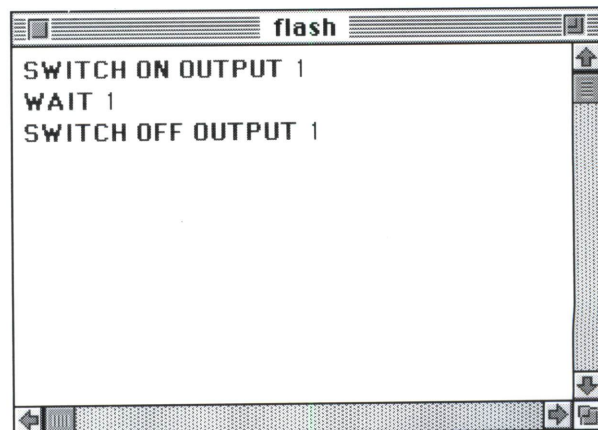 flash
SWITCH ON OUTPUT 1
WAIT 1
SWITCH OFF OUTPUT 1